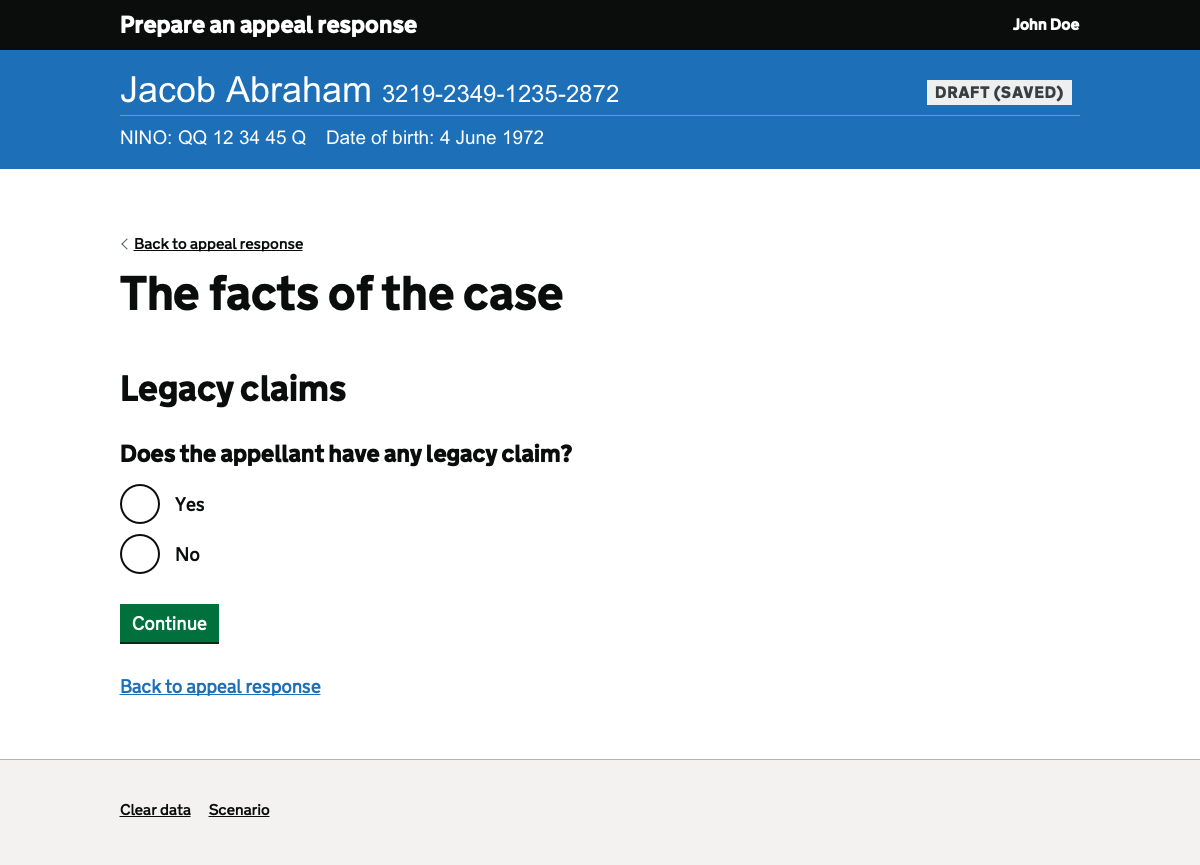 Prepare an appeal response John Doe
Jacob Abraham 3219-2349-1235-2872 DRAFT (SAVED)
NINO: QQ 12 34 45 Q Date of birth: 4 June 1972
Back to appeal response
The facts of the case
Legacy claims
Does the appellant have any legacy claim?
Yes
No
Continue
Back to appeal response
Clear data Scenario